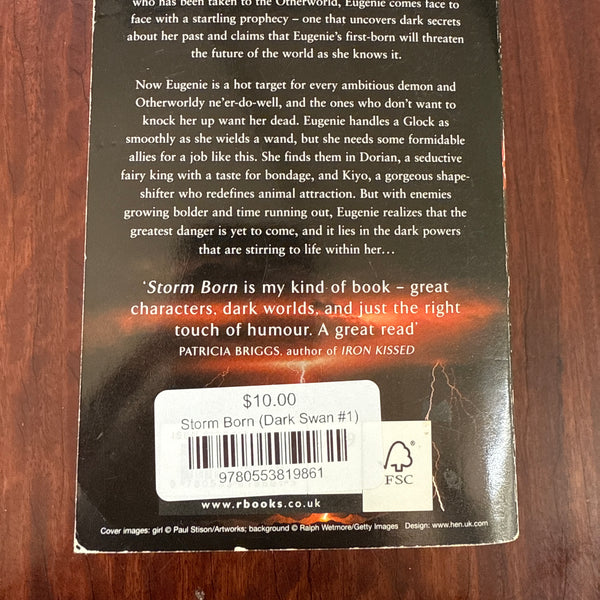 who has been taken to the Otherworld, Eugenie comes face to
face with a startling prophecy – one that uncovers dark secrets
about her past and claims that Eugenie's first-born will threaten
the future of the world as she knows it.
Now Eugenie is a hot target for every ambitious demon and
Otherworldy ne'er-do-well, and the ones who don't want to
knock her up want her dead. Eugenie handles a Glock as
smoothly as she wields a wand, but she needs some formidable
allies for a job like this. She finds them in Dorian, a seductive
fairy king with a taste for bondage, and Kiyo, a gorgeous shape-
shifter who redefines animal attraction. But with enemies
growing bolder and time running out, Eugenie realizes that the
greatest danger is yet to come, and it lies in the dark powers
that are stirring to life within her…
'Storm Born is my kind of book – great
characters, dark worlds, and just the right
touch of humour. A great read'
PATRICIA BRIGGS, author of IRON KISSED
$10.00
Storm Born (Dark Swan #1)
9780553819861
FSC
www.rbooks.co.uk
Cover images: girl © Paul Stison/Artworks; background © Ralph Wetmore/Getty Images Design: www.hen.uk.com